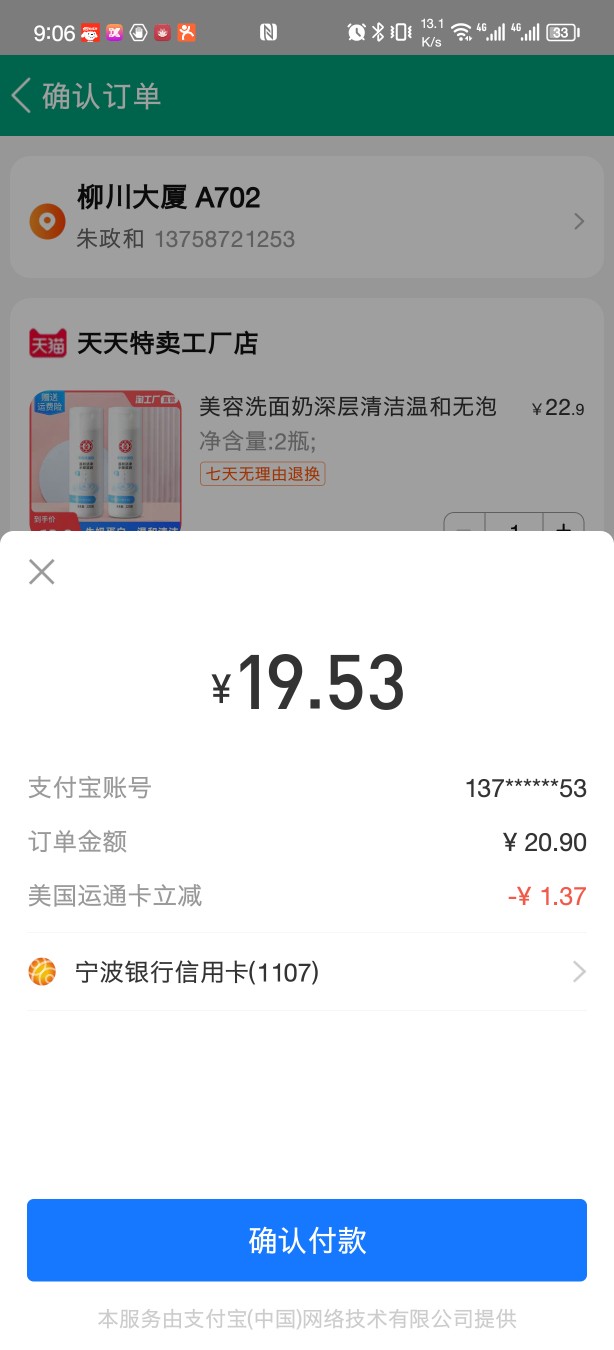 9:06
13.1
K/s
4G
4G
33
确认订单
柳川大厦 A702
朱政和 13758721253
天猫 天天特卖工厂店
赠送
运费险
淘工厂直营
美容洗面奶深层清洁温和无泡 ¥22.9
净含量:2瓶;
七天无理由退换
到手价
1
¥19.53
支付宝账号 137******53
订单金额 ¥ 20.90
美国运通卡立减 -¥ 1.37
宁波银行信用卡(1107)
确认付款
本服务由支付宝(中国)网络技术有限公司提供